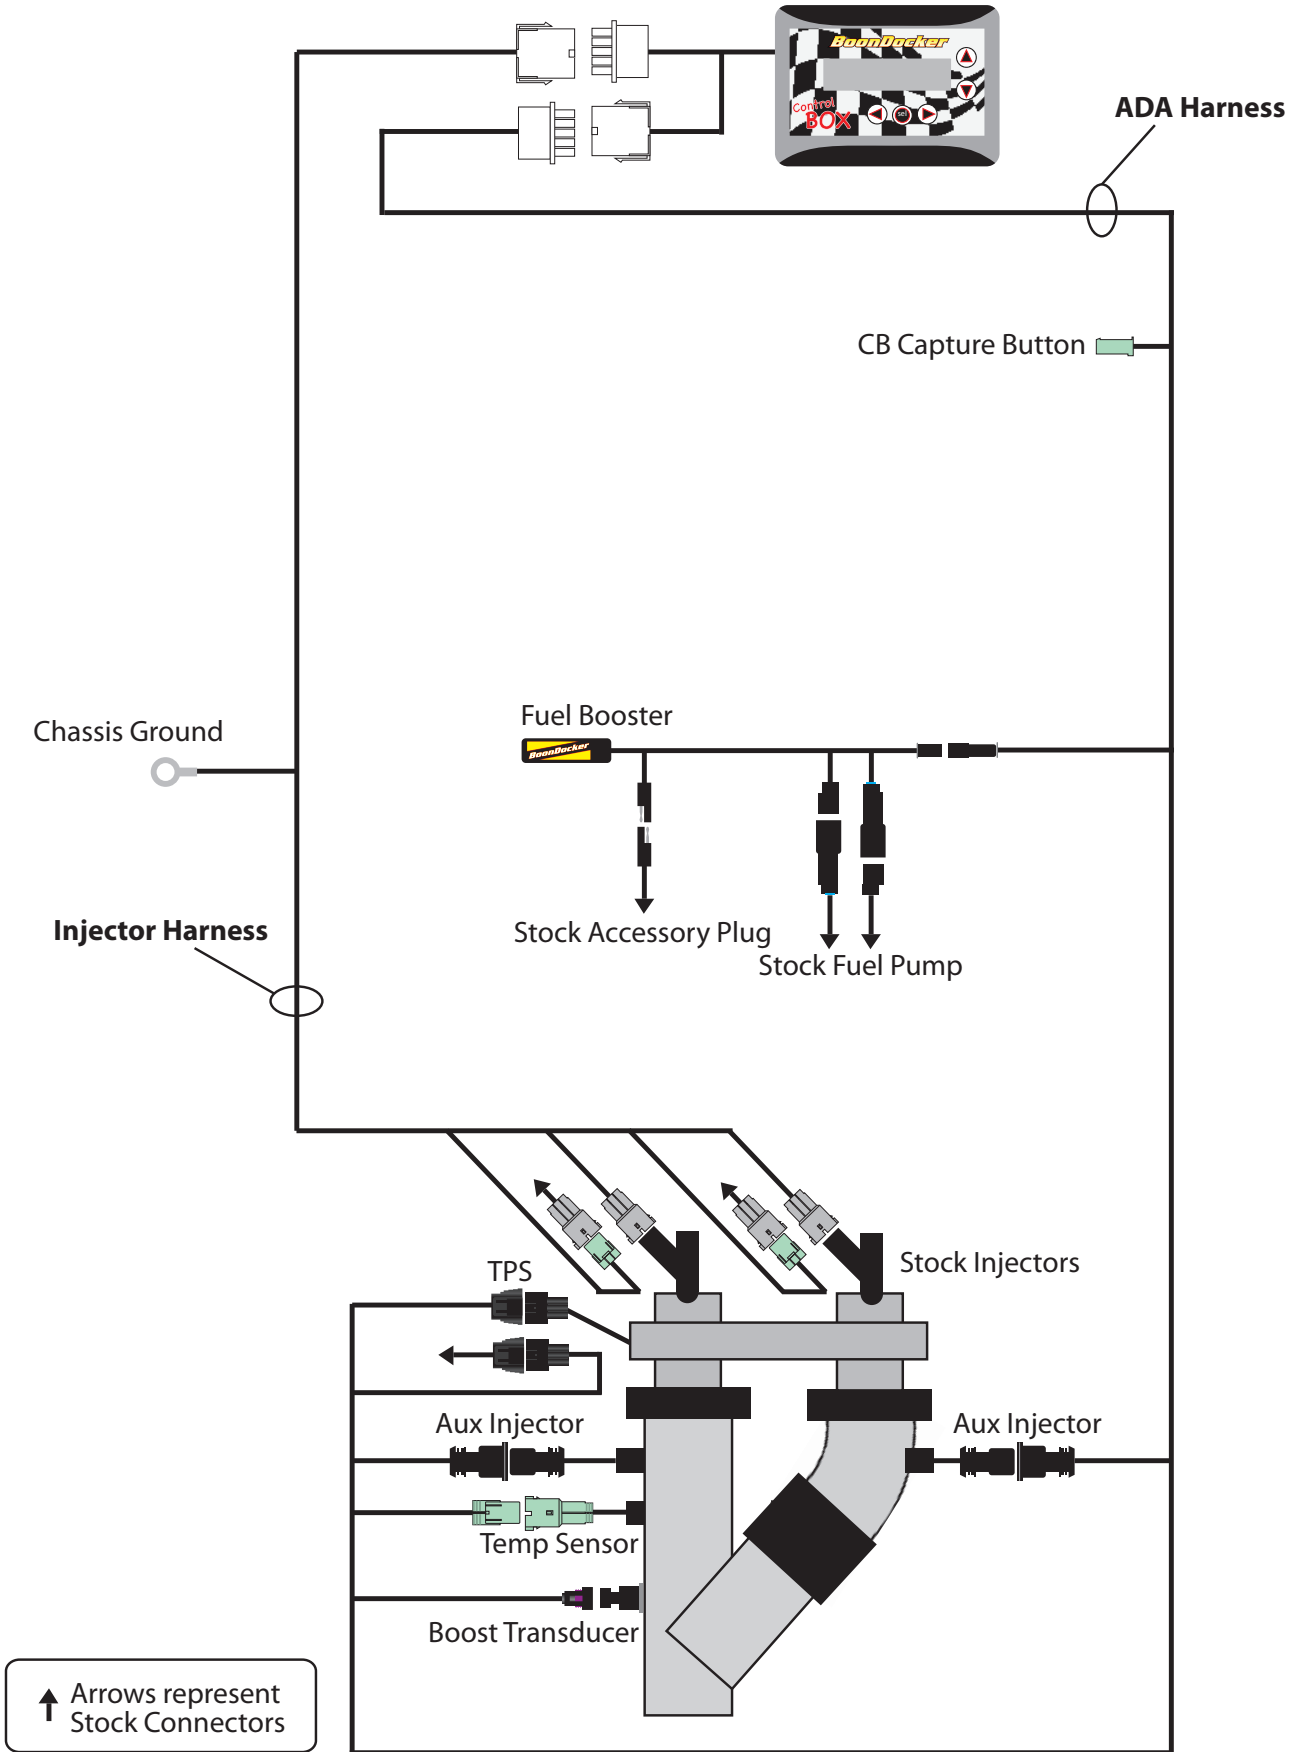 BoonDocker
Control
BOX
sel
ADA Harness
CB Capture Button
Fuel Booster
BoonDocker
Chassis Ground
Stock Accessory Plug
Injector Harness
Stock Fuel Pump
Stock Injectors
TPS
Aux Injector
Aux Injector
Temp Sensor
Boost Transducer
Arrows represent
Stock Connectors